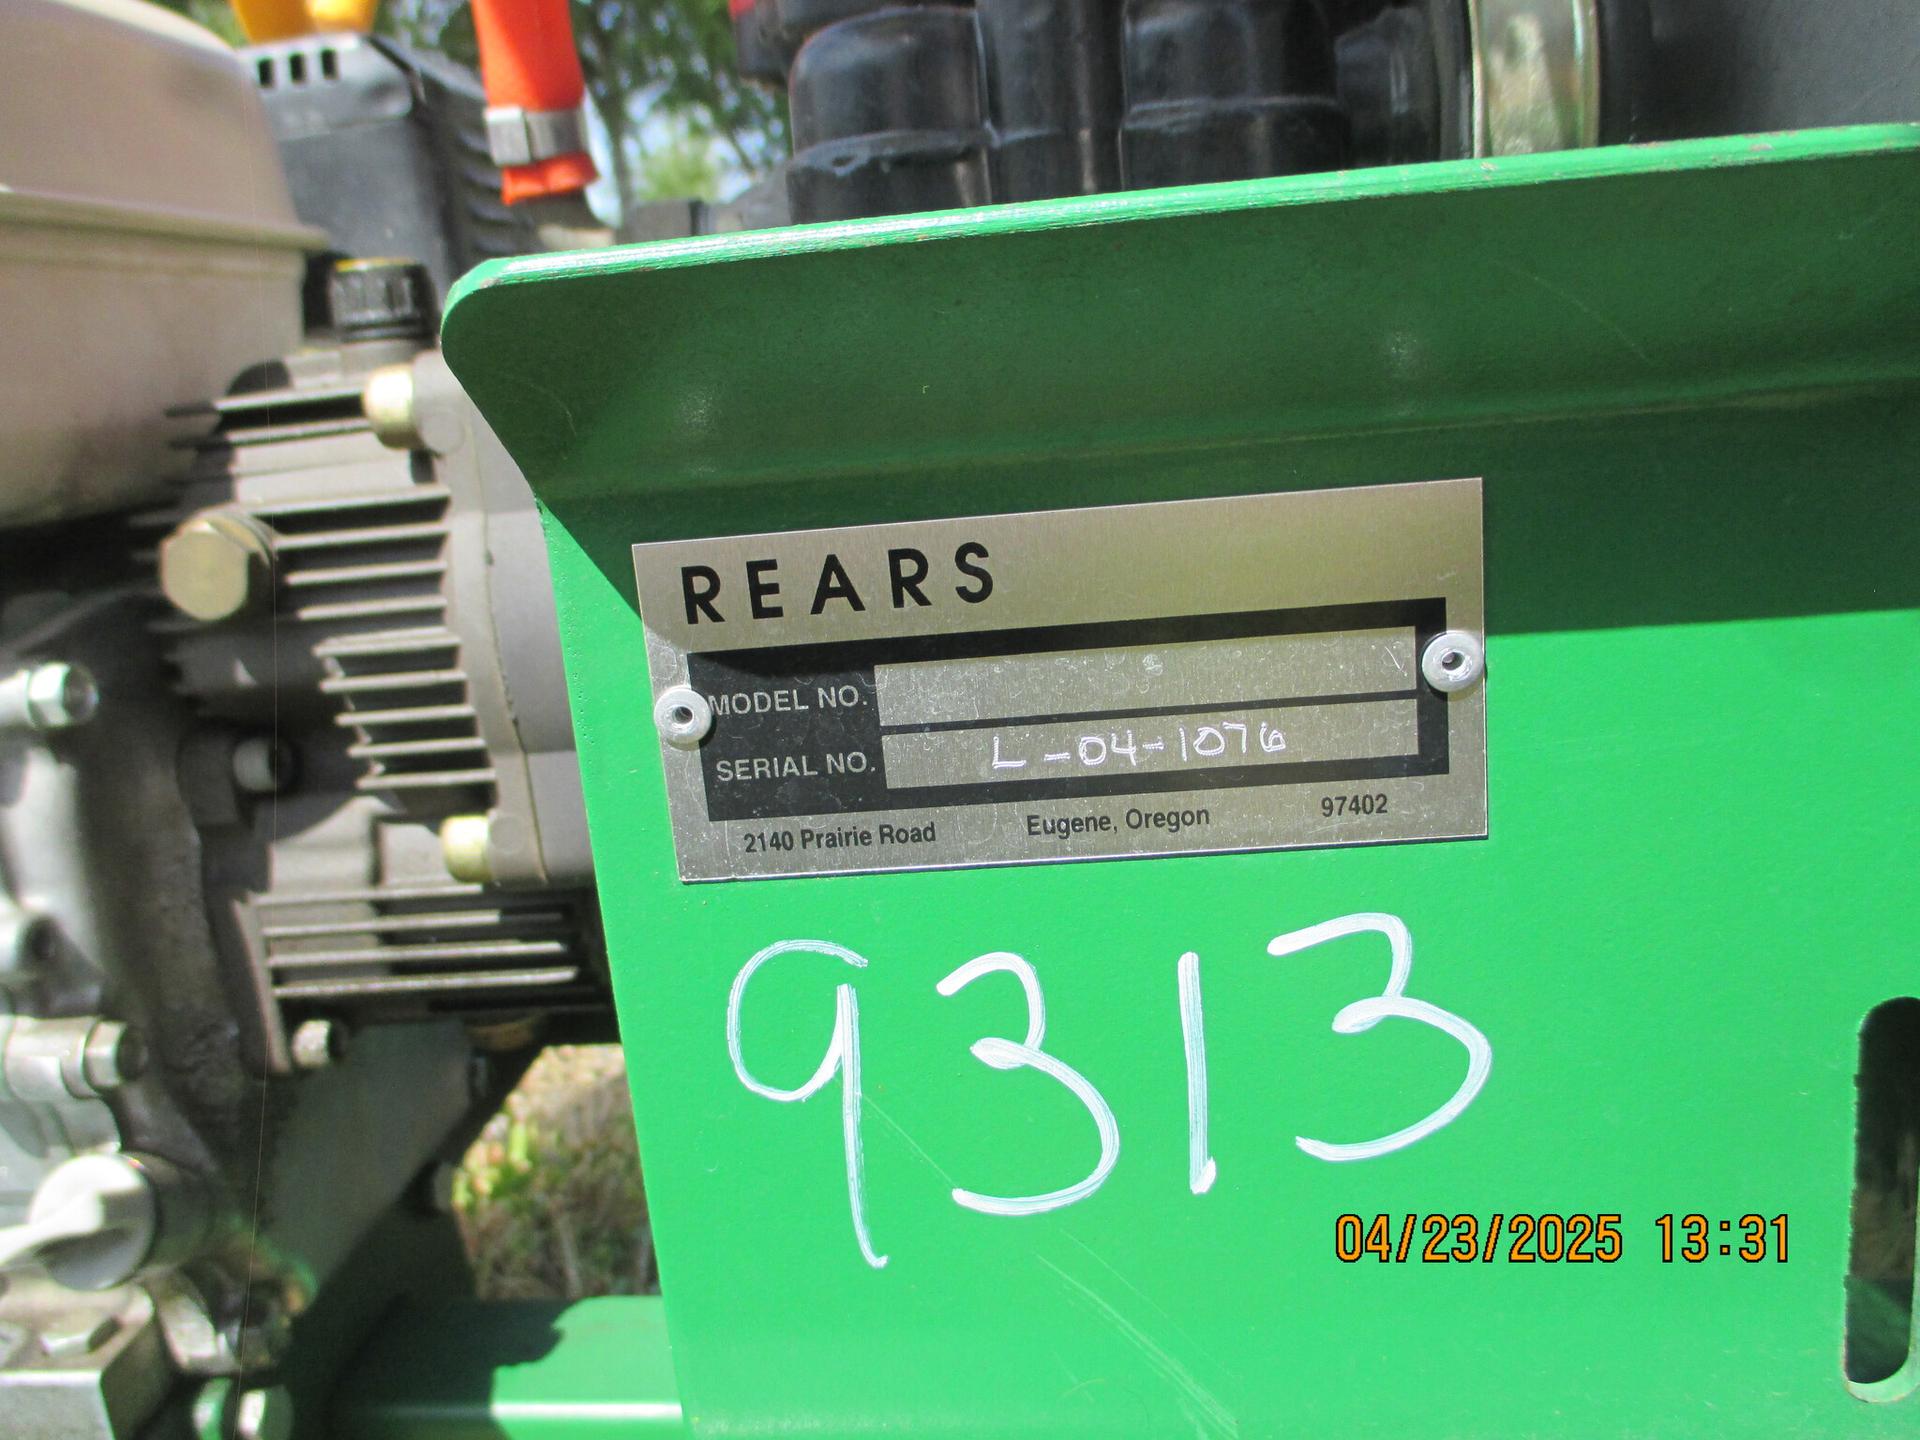 REARS
MODEL NO.
SERIAL NO. L-04-1076
2140 Prairie Road Eugene, Oregon 97402
9313
04/23/2025 13:31